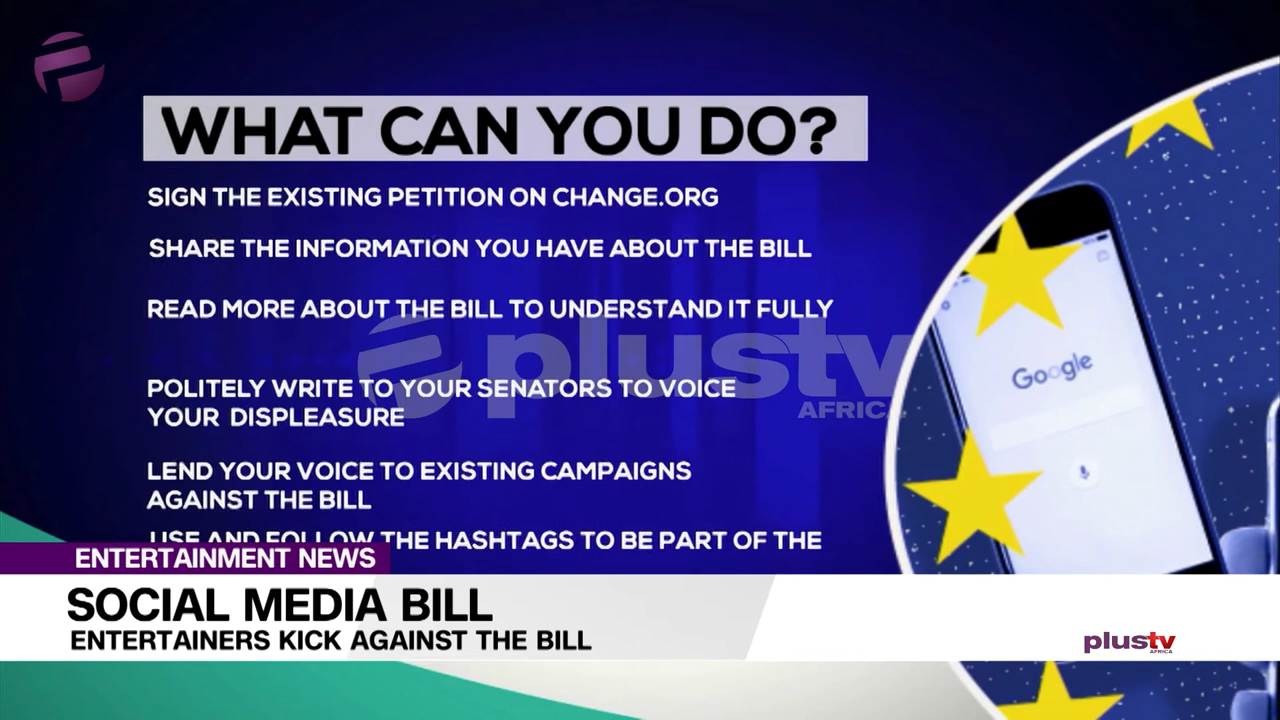 WHAT CAN YOU DO?
SIGN THE EXISTING PETITION ON CHANGE.ORG
SHARE THE INFORMATION YOU HAVE ABOUT THE BILL
READ MORE ABOUT THE BILL TO UNDERSTAND IT FULLY
plustv
AFRICA
Google
POLITELY WRITE TO YOUR SENATORS TO VOICE
YOUR DISPLEASURE
LEND YOUR VOICE TO EXISTING CAMPAIGNS
AGAINST THE BILL
USE AND FOLLOW THE HASHTAGS TO BE PART OF THE
ENTERTAINMENT NEWS
SOCIAL MEDIA BILL
ENTERTAINERS KICK AGAINST THE BILL
plustv
AFRICA